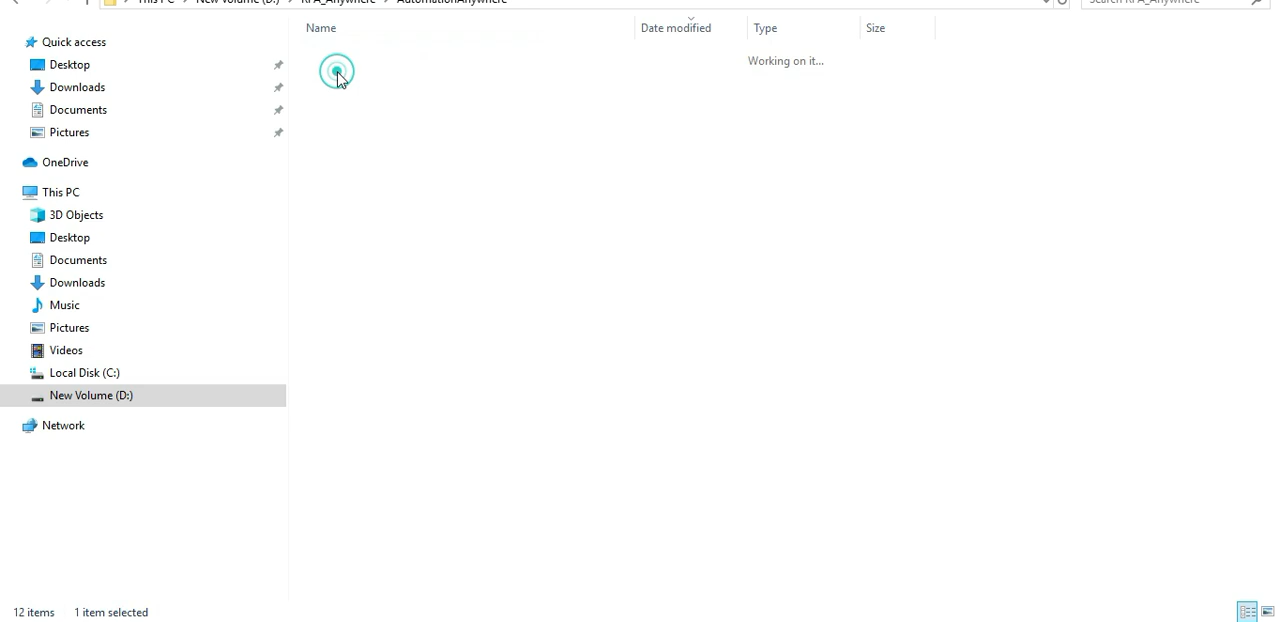 This PC New Volume (D:) RPA_Anywhere AutomationAnywhere Search RPA_Anywhere
Name Date modified Type Size
Working on it...
Quick access
Desktop
Downloads
Documents
Pictures
OneDrive
This PC
3D Objects
Desktop
Documents
Downloads
Music
Pictures
Videos
Local Disk (C:)
New Volume (D:)
Network
12 items 1 item selected